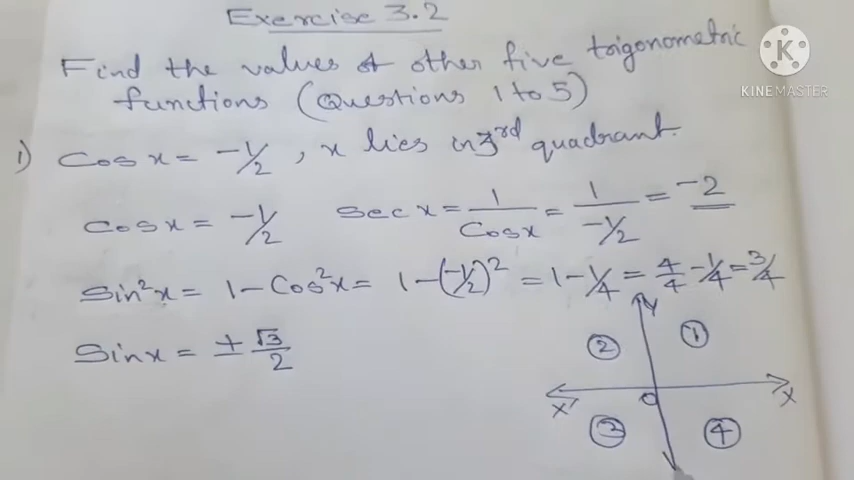 Exercise 3.2
Find the values of other five trigonometric
functions (Questions 1 to 5)
K
KINEMASTER
1) Cos x = -1/2, x lies in 3rd quadrant.
Cos x = -1/2 sec x = 1/Cos x = 1/-1/2 = -2
Sin²x = 1 - Cos²x = 1 - (-1/2)² = 1 - 1/4 = 4/4 - 1/4 = 3/4
Sin x = ± √3/2
Y
② ①
X' O X
③ ④